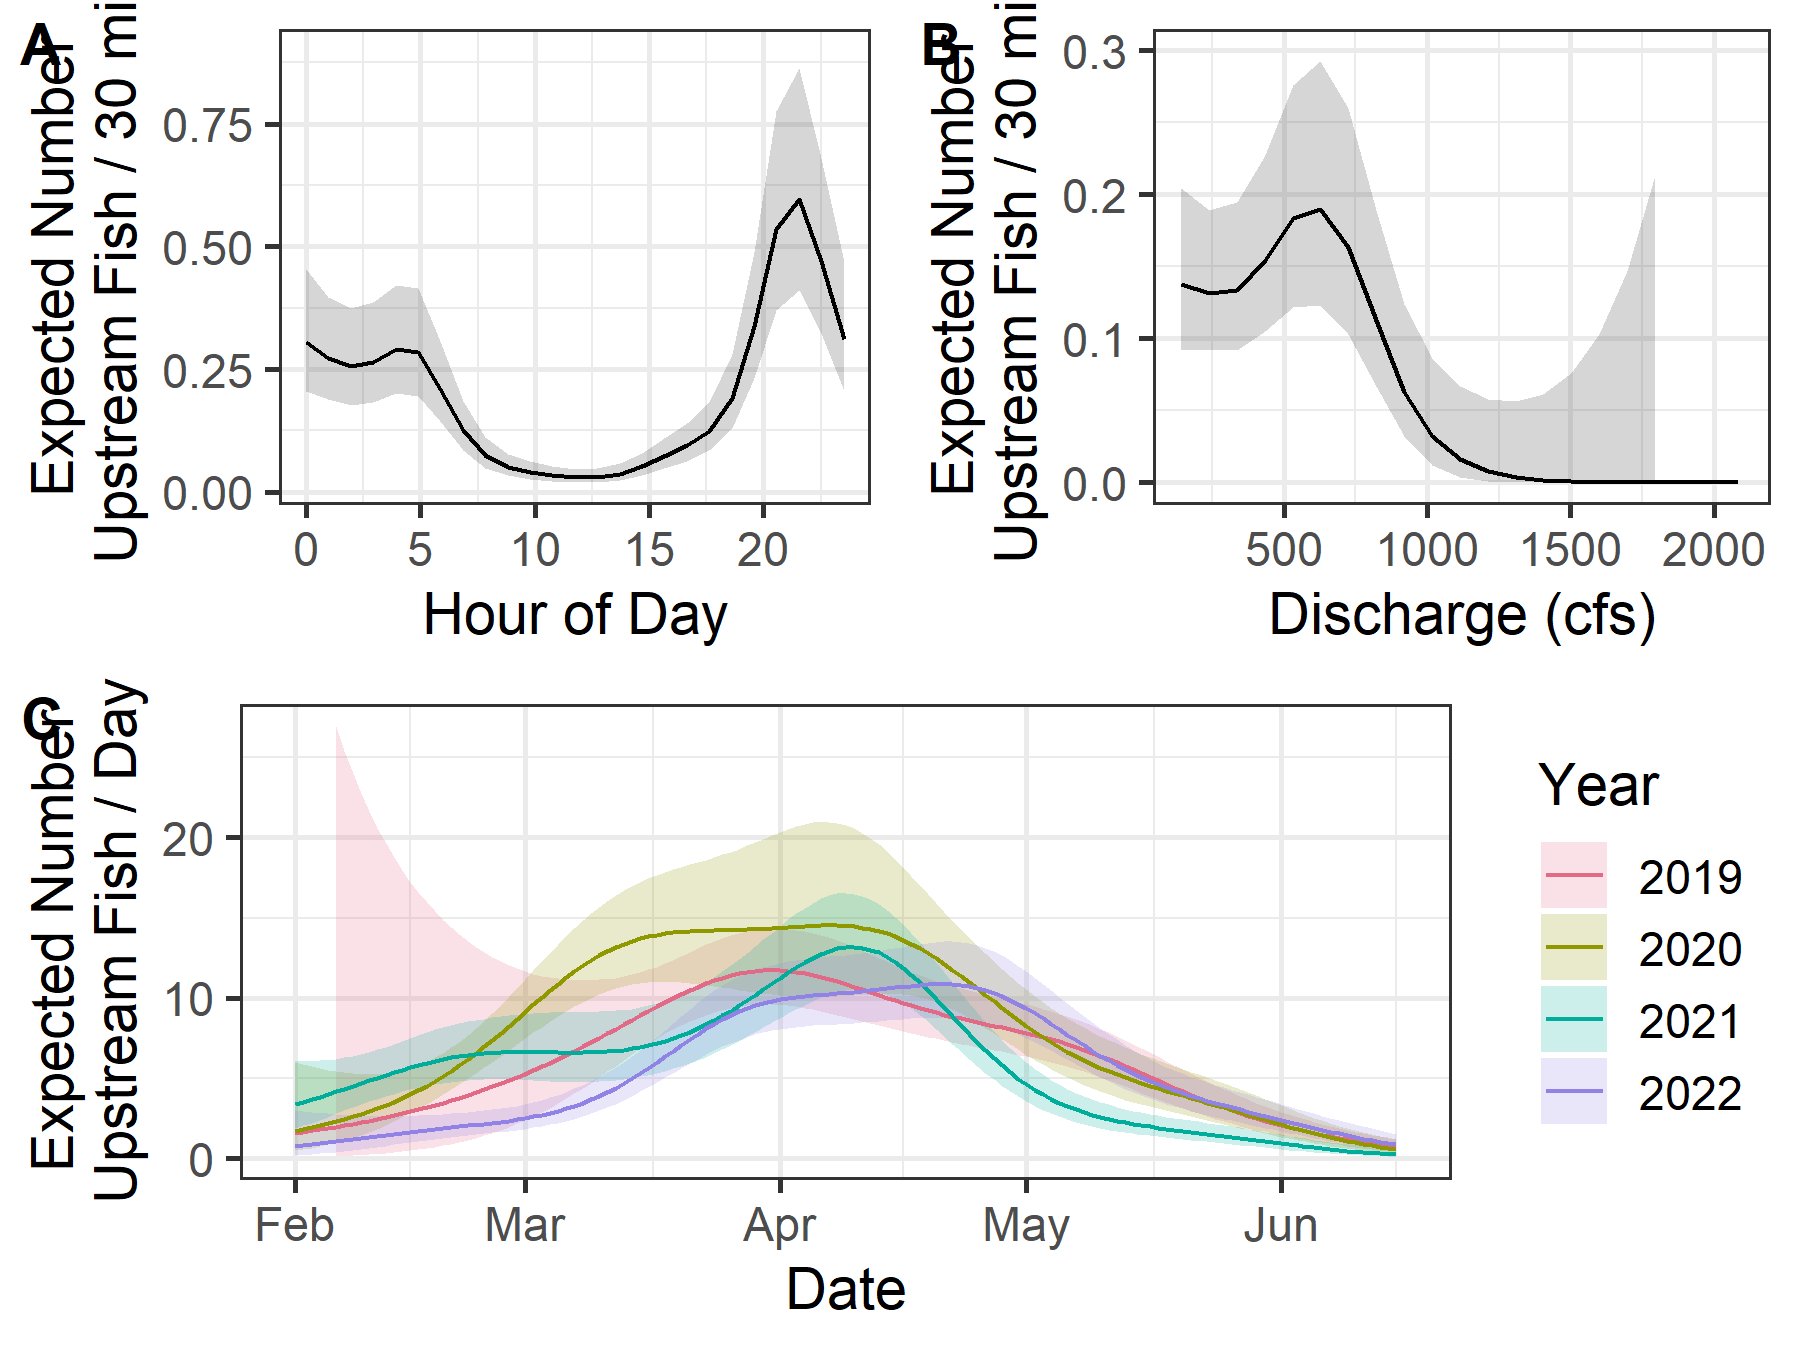 A
Expected Number
Upstream Fish / 30 mi
0.75
0.50
0.25
0.00
0
5
10
15
20
Hour of Day
B
Expected Number
Upstream Fish / 30 mi
0.3
0.2
0.1
0.0
500
1000
1500
2000
Discharge (cfs)
C
Expected Number
Upstream Fish / Day
20
10
0
Feb
Mar
Apr
May
Jun
Date
Year
2019
2020
2021
2022